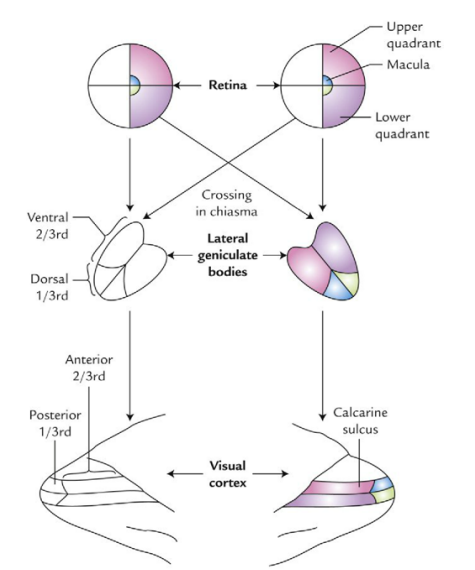 Upper
quadrant
Macula
Retina
Lower
quadrant
Crossing
in chiasma
Ventral
2/3rd
Lateral
geniculate
bodies
Dorsal
1/3rd
Anterior
2/3rd
Posterior
1/3rd
Calcarine
sulcus
Visual
cortex